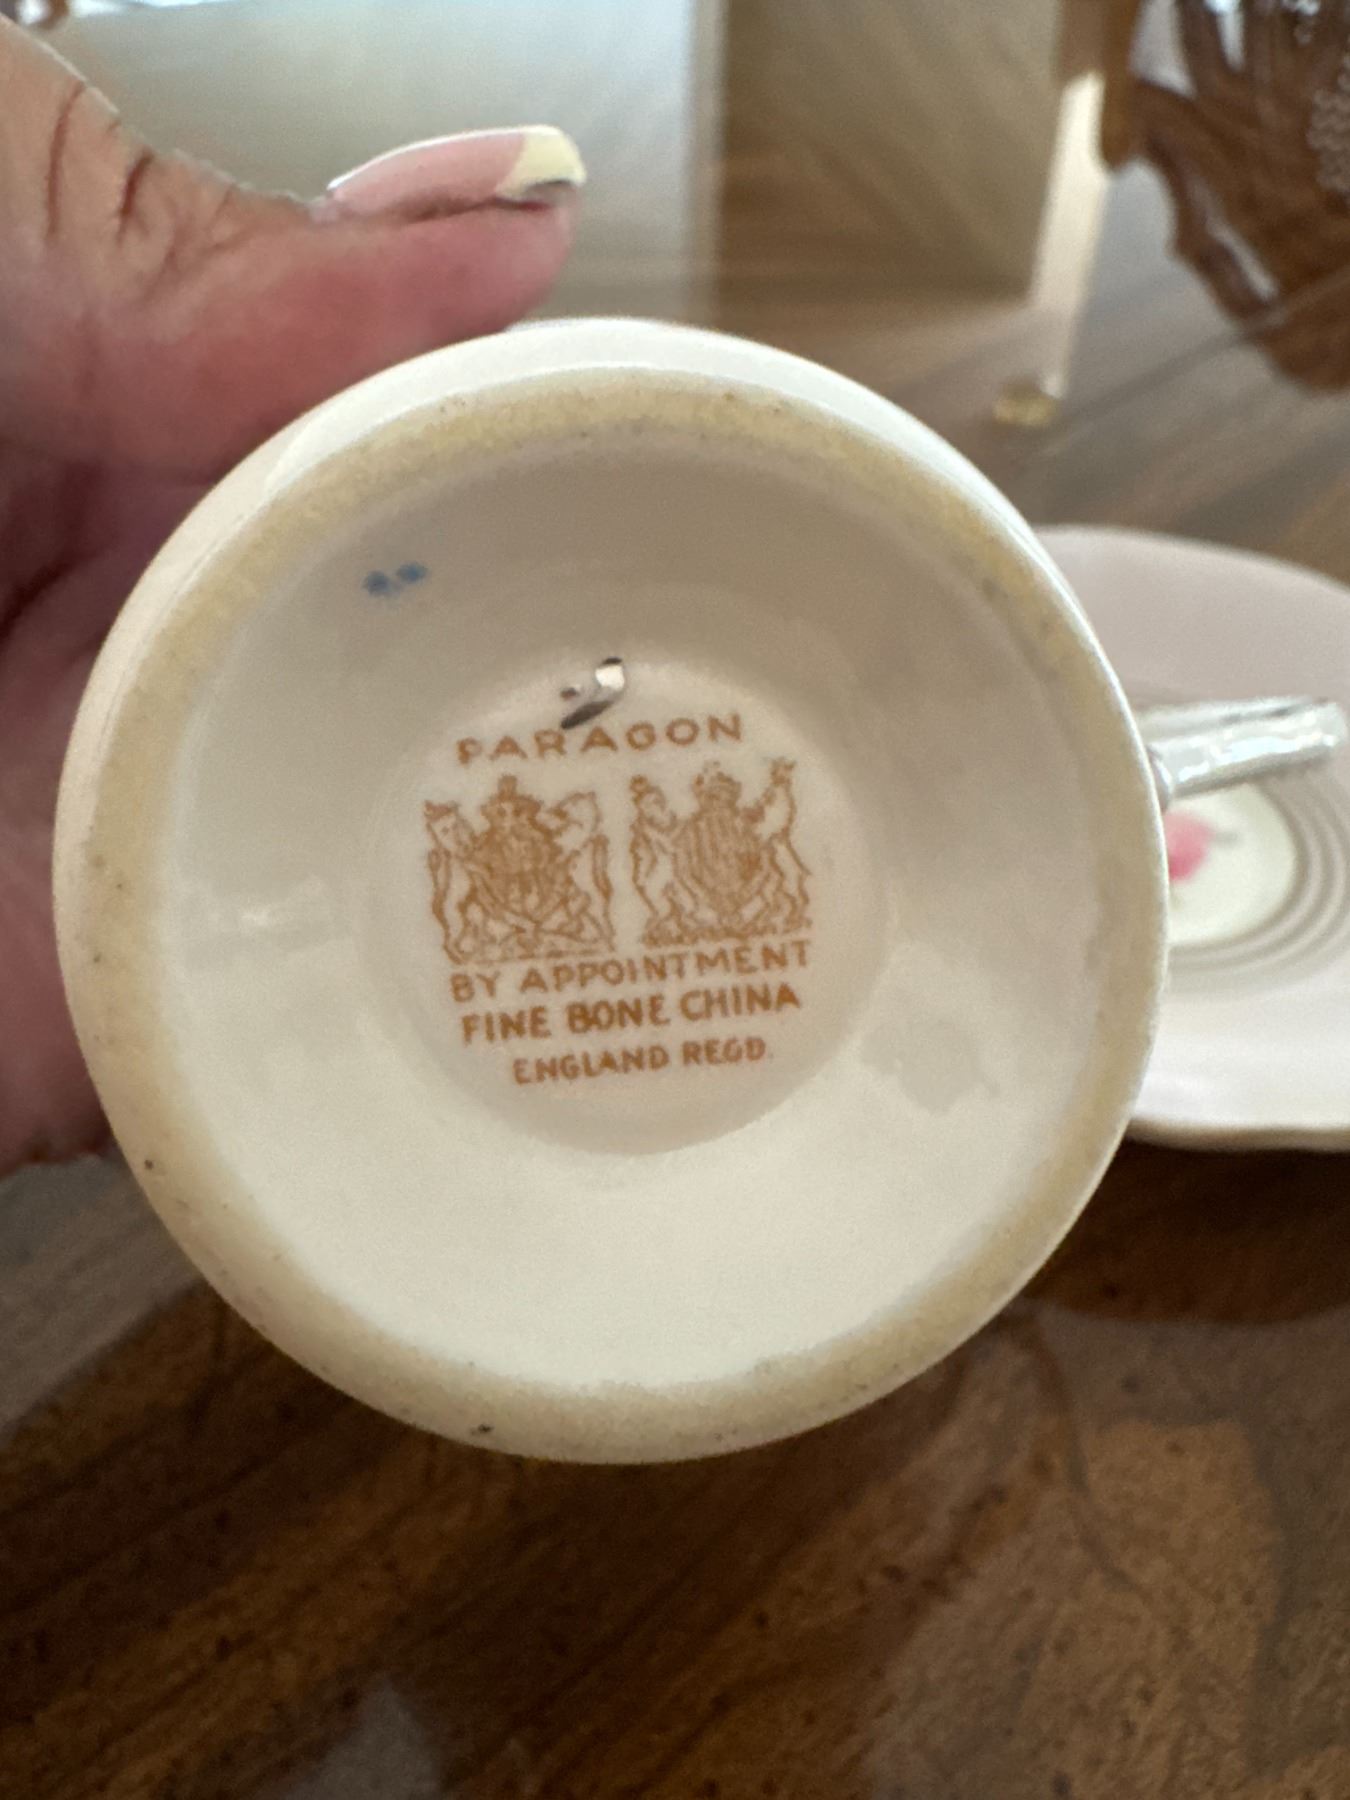 PARAGON
BY APPOINTMENT
FINE BONE CHINA
ENGLAND REGD.